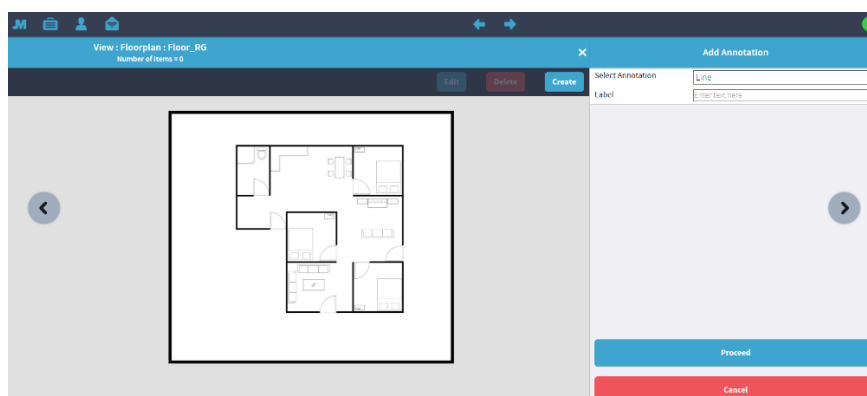 JM
View : Floorplan : Floor_RG
Number of Items = 0
Add Annotation
Edit
Delete
Create
Select Annotation
Line
Label
Enter text here
Proceed
Cancel